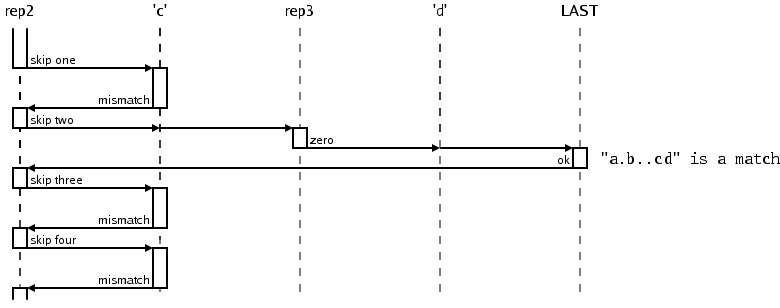 rep2 'c' rep3 'd' LAST
skip one
mismatch
skip two
zero
ok "a.b..cd" is a match
skip three
mismatch
skip four
mismatch